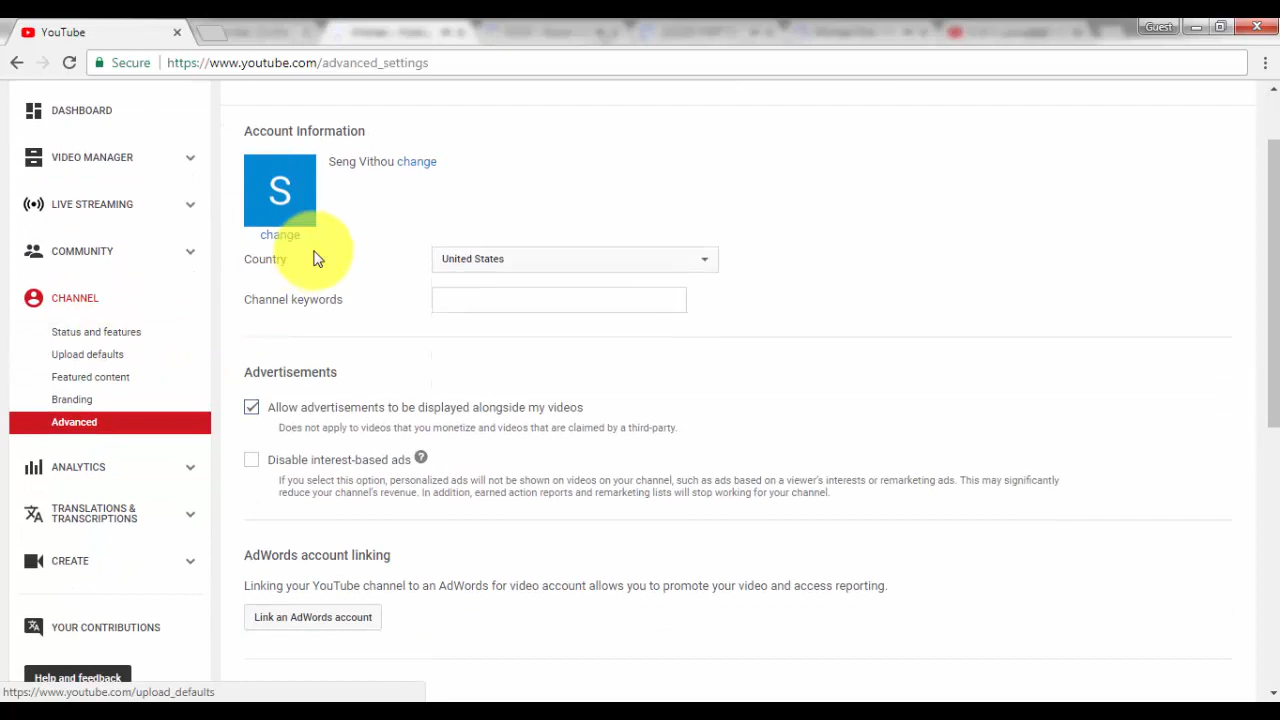 YouTube
Guest
Secure
https://www.youtube.com/advanced_settings
DASHBOARD
VIDEO MANAGER
LIVE STREAMING
COMMUNITY
CHANNEL
Status and features
Upload defaults
Featured content
Branding
Advanced
ANALYTICS
TRANSLATIONS &
TRANSCRIPTIONS
CREATE
YOUR CONTRIBUTIONS
Help and feedback
https://www.youtube.com/upload_defaults
Account Information
S
Seng Vithou change
change
Country
United States
Channel keywords
Advertisements
Allow advertisements to be displayed alongside my videos
Does not apply to videos that you monetize and videos that are claimed by a third-party.
Disable interest-based ads
If you select this option, personalized ads will not be shown on videos on your channel, such as ads based on a viewer's interests or remarketing ads. This may significantly
reduce your channel's revenue. In addition, earned action reports and remarketing lists will stop working for your channel.
AdWords account linking
Linking your YouTube channel to an AdWords for video account allows you to promote your video and access reporting.
Link an AdWords account